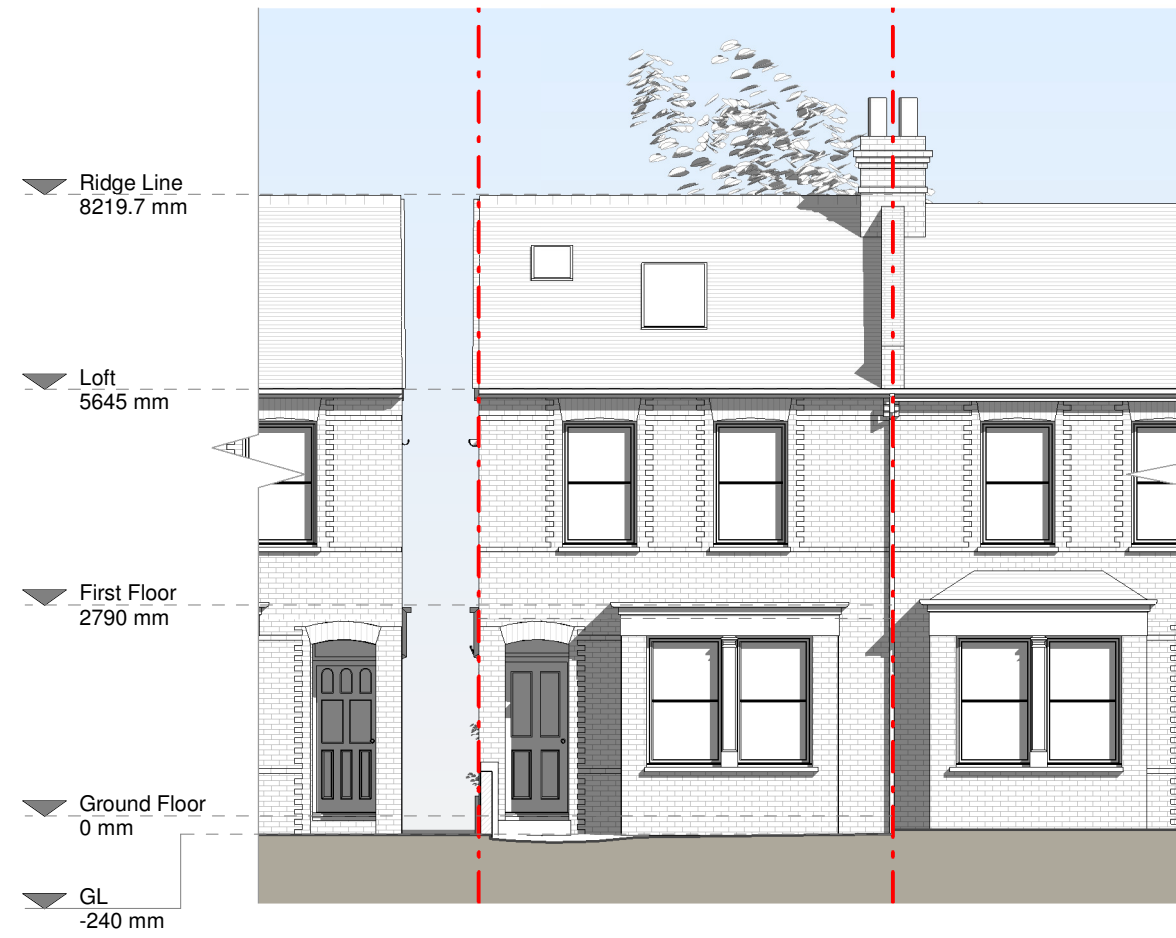 Ridge Line
8219.7 mm
Loft
5645 mm
First Floor
2790 mm
Ground Floor
0 mm
GL
-240 mm